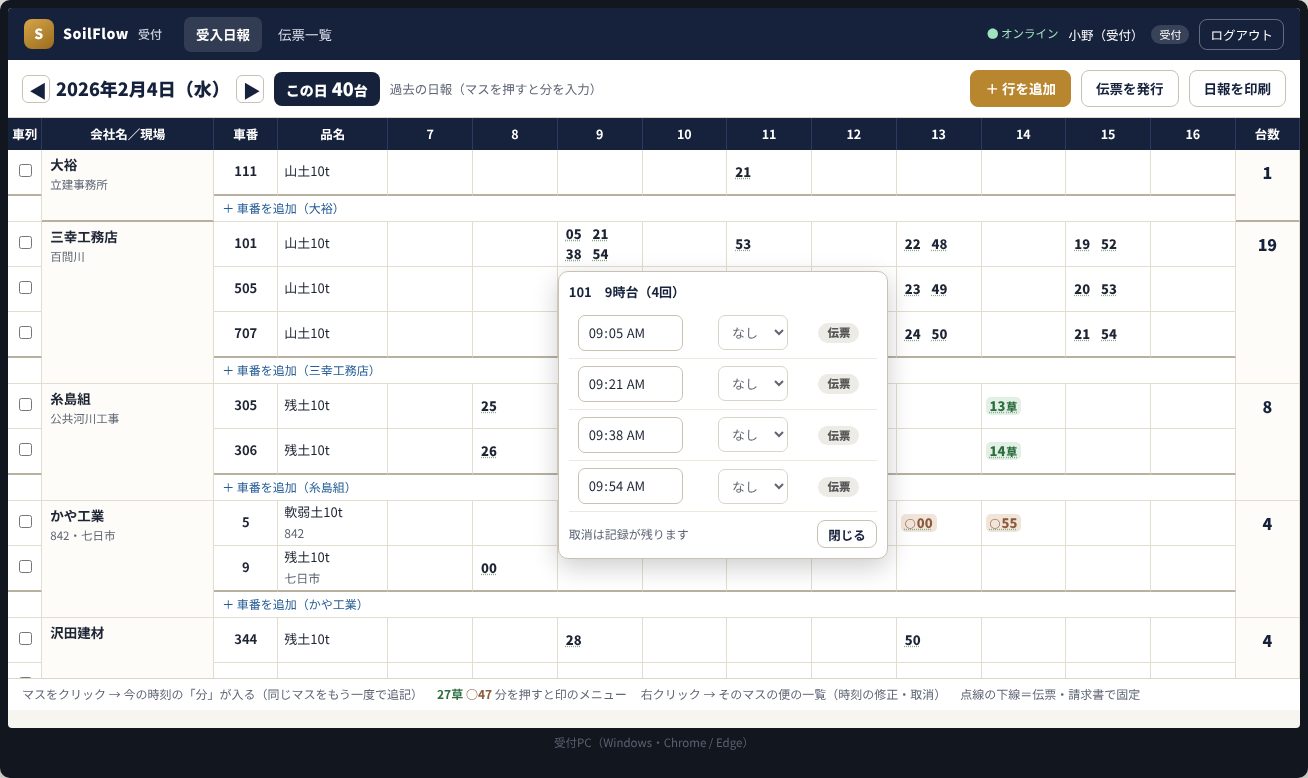 S SoilFlow 受付 受入日報 伝票一覧 オンライン 小野（受付） 受付 ログアウト
◀ 2026年2月4日（水） ▶ この日 40台 過去の日報（マスを押すと分を入力） ＋ 行を追加 伝票を発行 日報を印刷
車列 会社名／現場 車番 品名 7 8 9 10 11 12 13 14 15 16 台数
大裕 111 山土10t 21 1
立建事務所
＋ 車番を追加（大裕）
三幸工務店 101 山土10t 05 21 53 22 48 19 52 19
百間川 38 54
505 山土10t 23 49 20 53
707 山土10t 24 50 21 54
＋ 車番を追加（三幸工務店）
糸島組 305 残土10t 25 13草 8
公共河川工事
306 残土10t 26 14草
＋ 車番を追加（糸島組）
かや工業 5 軟弱土10t ○00 ○55 4
842・七日市 842
9 残土10t 00
七日市
＋ 車番を追加（かや工業）
沢田建材 344 残土10t 28 50 4
101 9時台（4回）
09:05 AM なし 伝票
09:21 AM なし 伝票
09:38 AM なし 伝票
09:54 AM なし 伝票
取消は記録が残ります 閉じる
マスをクリック → 今の時刻の「分」が入る（同じマスをもう一度で追記） 27草 ○47 分を押すと印のメニュー 右クリック → そのマスの便の一覧（時刻の修正・取消） 点線の下線＝伝票・請求書で固定
受付PC（Windows・Chrome / Edge）